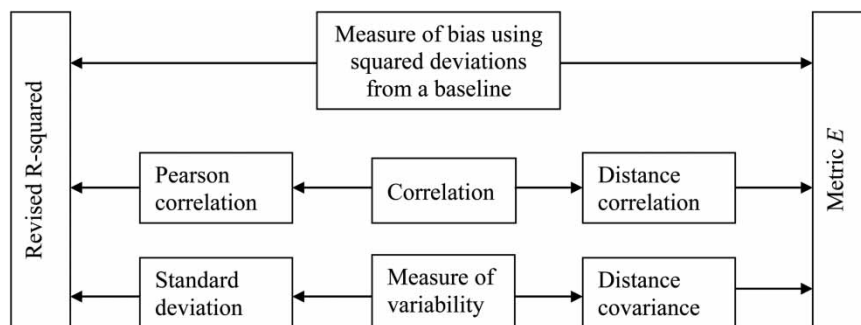 Revised R-squared
Measure of bias using
squared deviations
from a baseline
Metric E
Pearson
correlation
Correlation
Distance
correlation
Standard
deviation
Measure of
variability
Distance
covariance